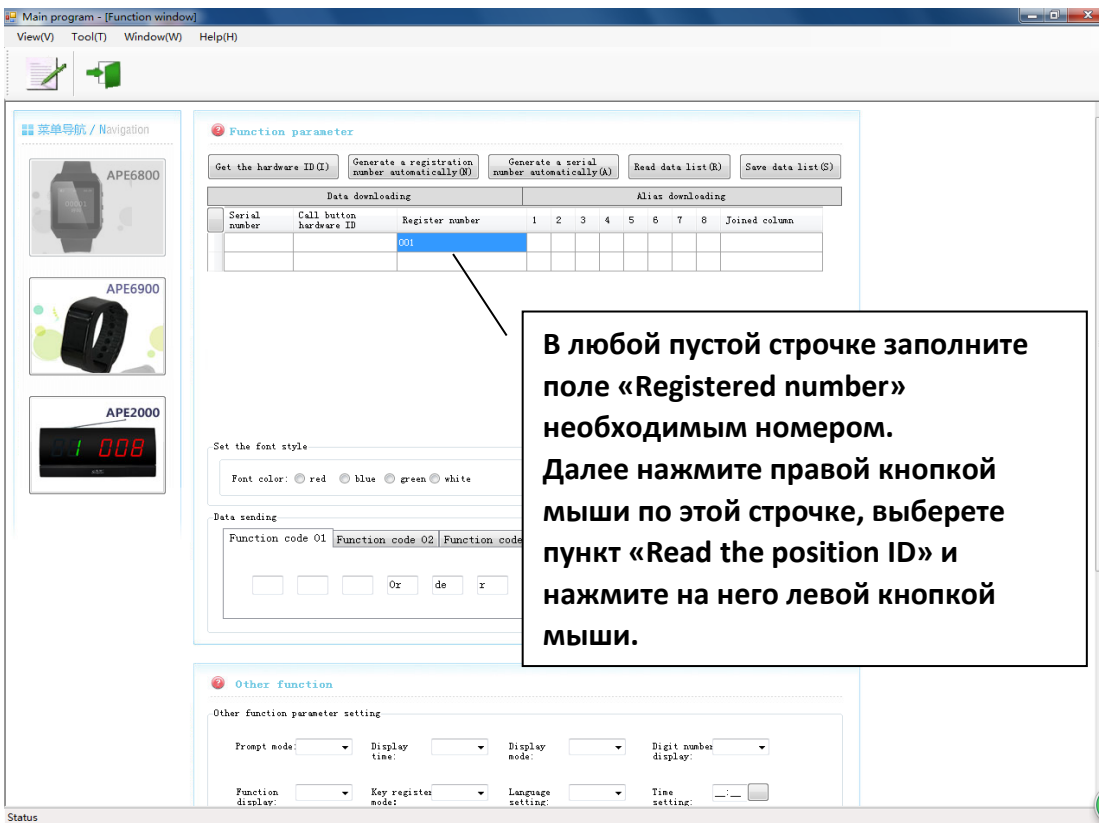 Main program - [Function window]
View(V) Tool(T) Window(W) Help(H)
菜单导航 / Navigation
APE6800
APE6900
APE2000
1 008
Function parameter
Get the hardware ID(I)
Generate a registration
number automatically(N)
Generate a serial
number automatically(A)
Read data list(R)
Save data list(S)
Data downloading
Alias downloading
Serial
number
Call button
hardware ID
Register number
1 2 3 4 5 6 7 8 Joined column
001
В любой пустой строчке заполните
поле «Registered number»
необходимым номером.
Далее нажмите правой кнопкой
мыши по этой строчке, выберете
пункт «Read the position ID» и
нажмите на него левой кнопкой
мыши.
Set the font style
Font color: red blue green white
Data sending
Function code 01 Function code 02 Function code
Or de r
Other function
Other function parameter setting
Prompt mode:
Display
time:
Display
mode:
Digit number
display:
Function
display:
Key register
mode:
Language
setting:
Time
setting:
__:__
Status